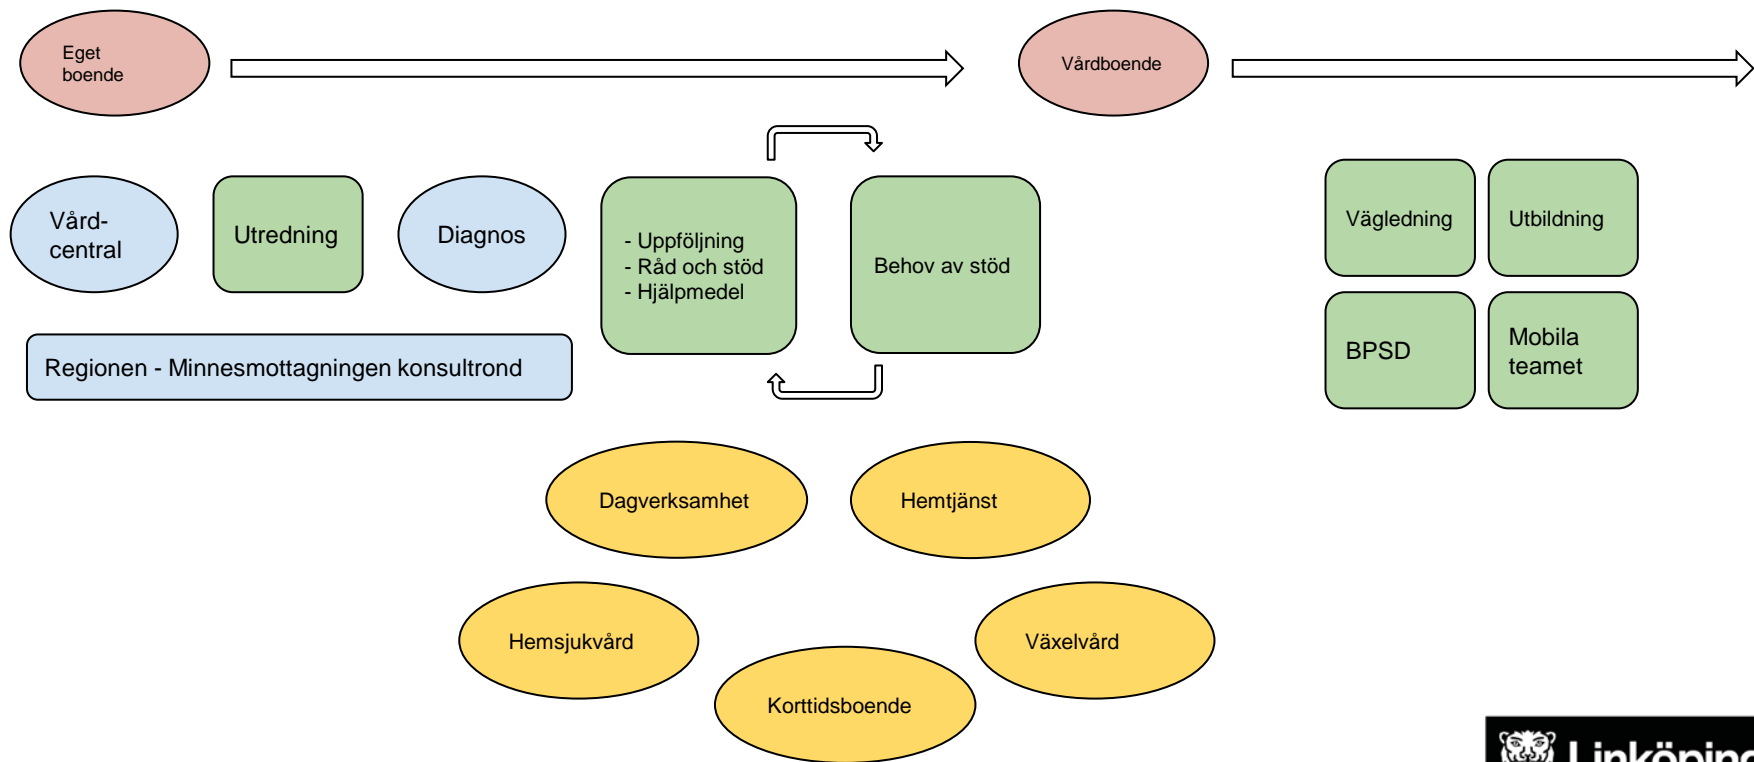 Eget
boende
Vårdboende
Vård-
central
Utredning
Diagnos
- Uppföljning
- Råd och stöd
- Hjälpmedel
Behov av stöd
Vägledning
Utbildning
Regionen - Minnesmottagningen konsultrond
BPSD
Mobila
teamet
Dagverksamhet
Hemtjänst
Hemsjukvård
Växelvård
Korttidsboende
Linköping